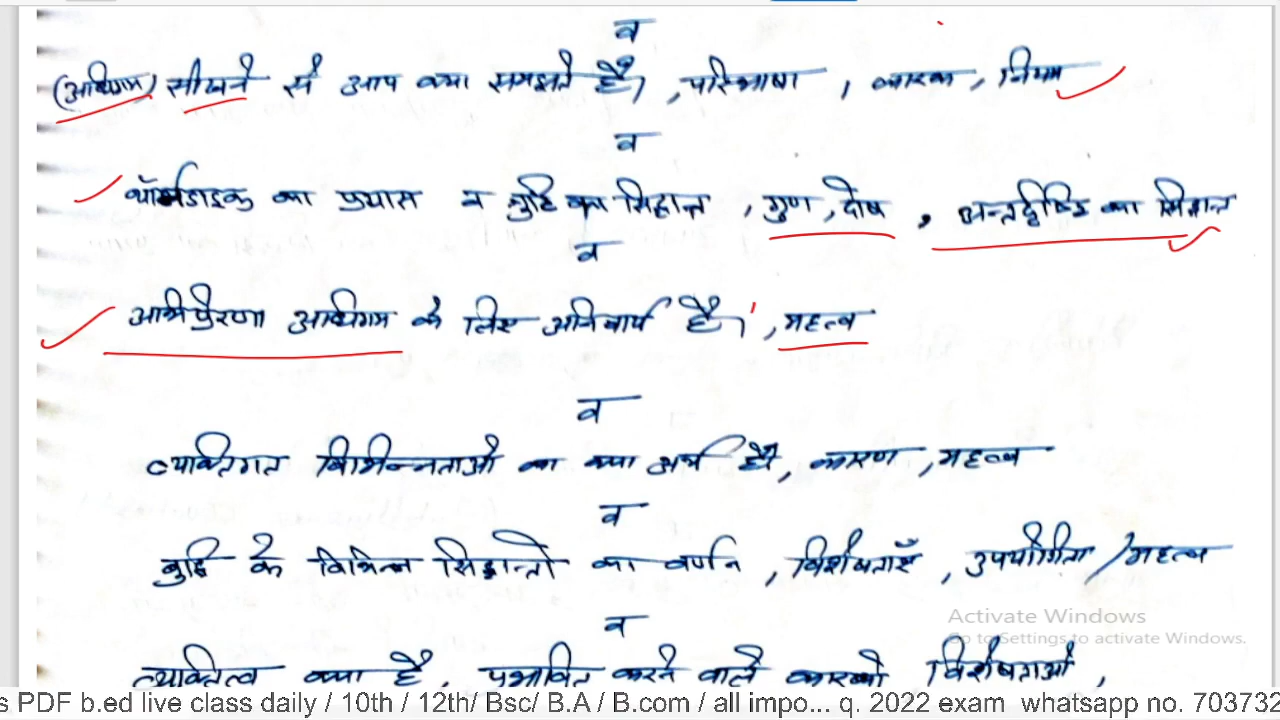 व
(अधिगम) सीखने से आप क्या समझते हैं, परिभाषा, कारक, नियम
व
थॉर्नडाइक का प्रयास व त्रुटि का सिद्धान्त, गुण, दोष, अन्तर्दृष्टि का सिद्धान्त
व
अभिप्रेरणा अधिगम के लिए अनिवार्य है।, महत्व
व
व्यक्तिगत विभिन्नताओं का क्या अर्थ है, कारण, महत्व
व
बुद्धि के विभिन्न सिद्धान्तों का वर्णन, विशेषताएँ, उपयोगिता / महत्व
व
व्यक्तित्व क्या है, प्रभावित करने वाले कारकों विशेषताओं,
Activate Windows
Go to Settings to activate Windows.
s PDF b.ed live class daily / 10th / 12th/ Bsc/ B.A / B.com / all impo... q. 2022 exam whatsapp no. 703732